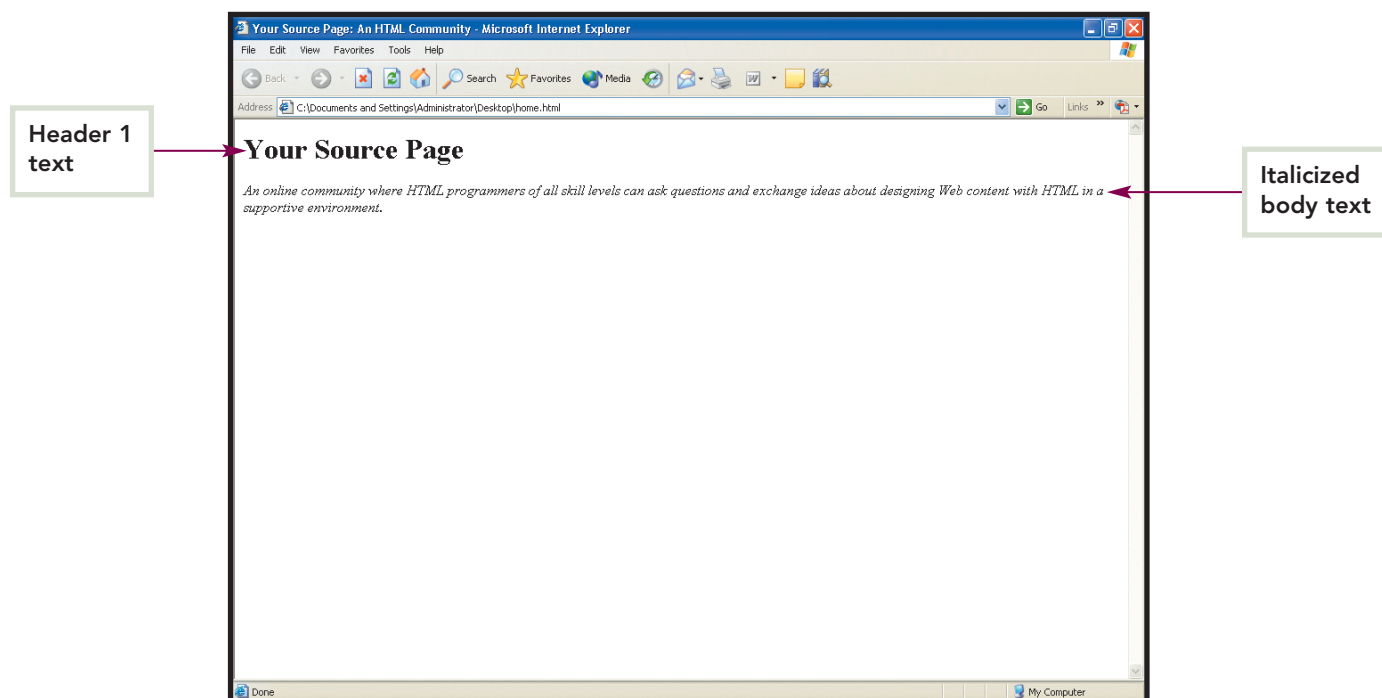 Your Source Page: An HTML Community - Microsoft Internet Explorer
File Edit View Favorites Tools Help
Back Search Favorites Media
Address C:\Documents and Settings\Administrator\Desktop\home.html Go Links »
Header 1
text
Your Source Page
An online community where HTML programmers of all skill levels can ask questions and exchange ideas about designing Web content with HTML in a
supportive environment.
Italicized
body text
Done My Computer